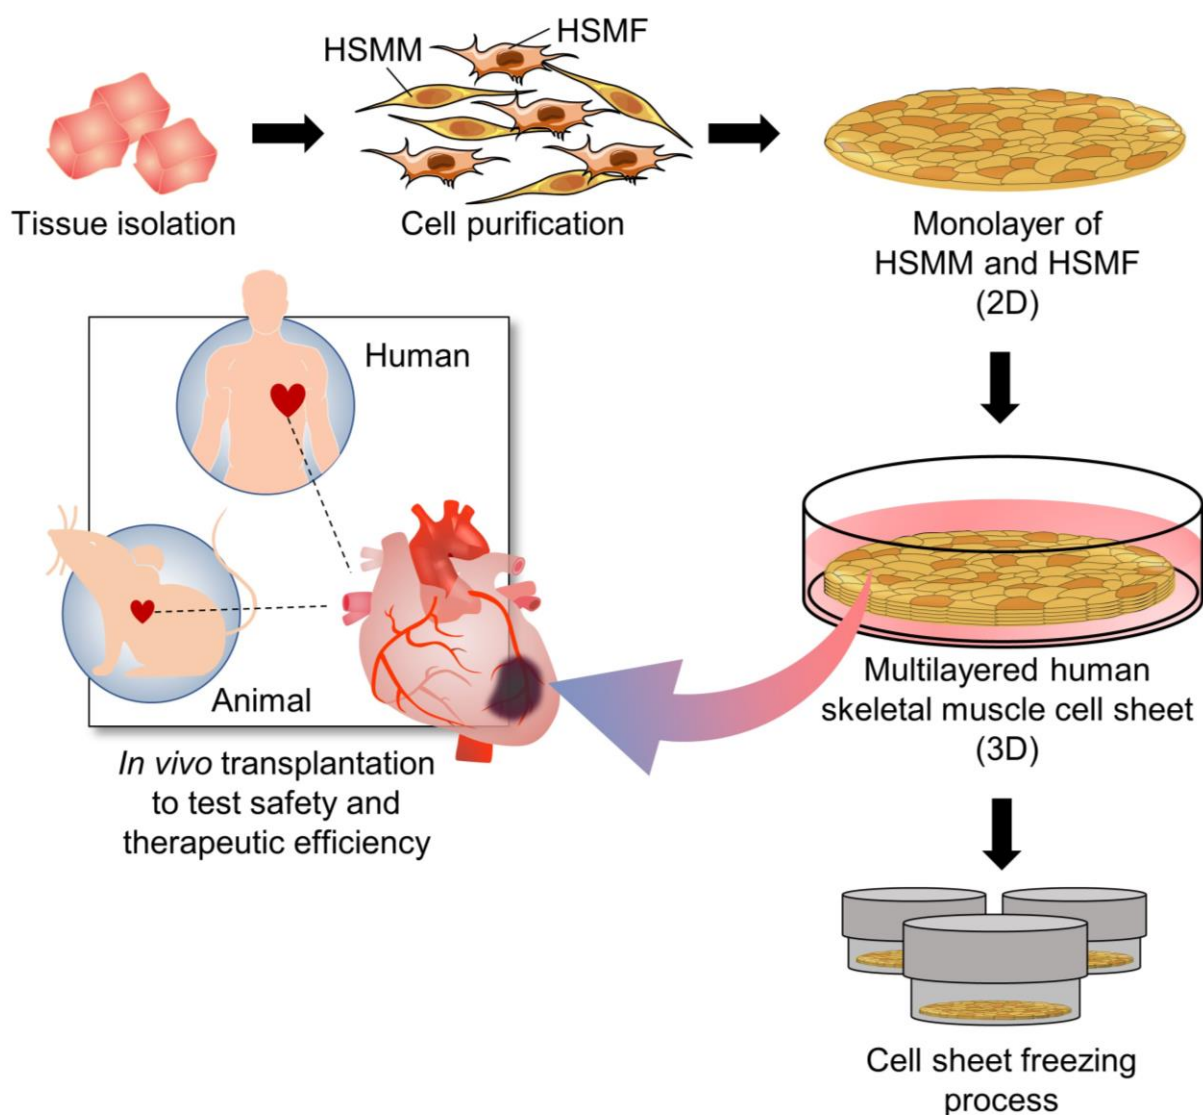 HSMM
HSMF
Tissue isolation
Cell purification
Monolayer of
HSMM and HSMF
(2D)
Human
Animal
In vivo transplantation
to test safety and
therapeutic efficiency
Multilayered human
skeletal muscle cell sheet
(3D)
Cell sheet freezing
process